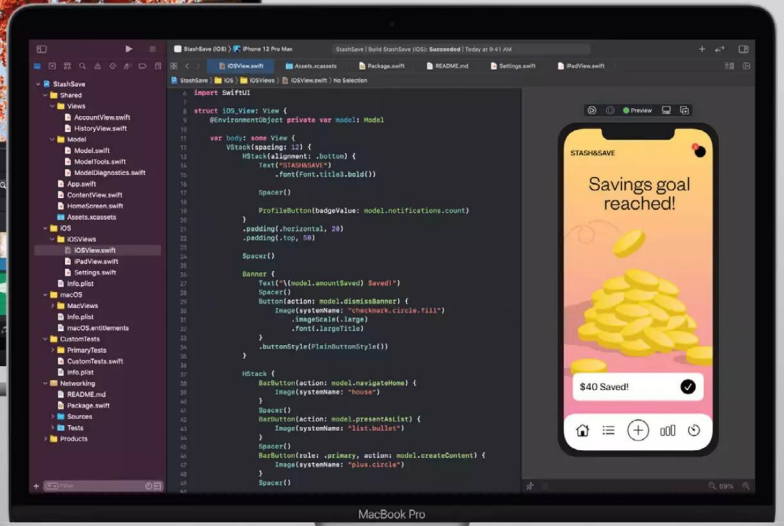 StashSave (iOS) iPhone 12 Pro Max
StashSave | Build StashSave (iOS): Succeeded | Today at 9:41 AM
iOSView.swift
Assets.xcassets
Package.swift
README.md
Settings.swift
iPadView.swift
StashSave iOS iOSViews iOSView.swift No Selection
StashSave
Shared
Views
AccountView.swift
HistoryView.swift
Model
Model.swift
ModelTools.swift
ModelDiagnostics.swift
App.swift
ContentView.swift
HomeScreen.swift
Assets.xcassets
iOS
iOSViews
iOSView.swift
iPadView.swift
Settings.swift
Info.plist
macOS
MacViews
Info.plist
macOS.entitlements
CustomTests
PrimaryTests
CustomTests.swift
Info.plist
Networking
README.md
Package.swift
Sources
Tests
Products
Filter
import SwiftUI
struct iOS_View: View {
@EnvironmentObject private var model: Model
var body: some View {
VStack(spacing: 12) {
HStack(alignment: .bottom) {
Text("STASH&SAVE")
.font(Font.title3.bold())
Spacer()
ProfileButton(badgeValue: model.notifications.count)
}
.padding(.horizontal, 20)
.padding(.top, 50)
Spacer()
Banner {
Text("\(model.amountSaved) Saved!")
Spacer()
Button(action: model.dismissBanner) {
Image(systemName: "checkmark.circle.fill")
.imageScale(.large)
.font(.largeTitle)
}
.buttonStyle(PlainButtonStyle())
}
HStack {
BarButton(action: model.navigateHome) {
Image(systemName: "house")
}
Spacer()
BarButton(action: model.presentAsList) {
Image(systemName: "list.bullet")
}
Spacer()
BarButton(role: .primary, action: model.createContent) {
Image(systemName: "plus.circle")
}
Spacer()
Preview
STASH&SAVE
Savings goal
reached!
$40 Saved!
69%
MacBook Pro